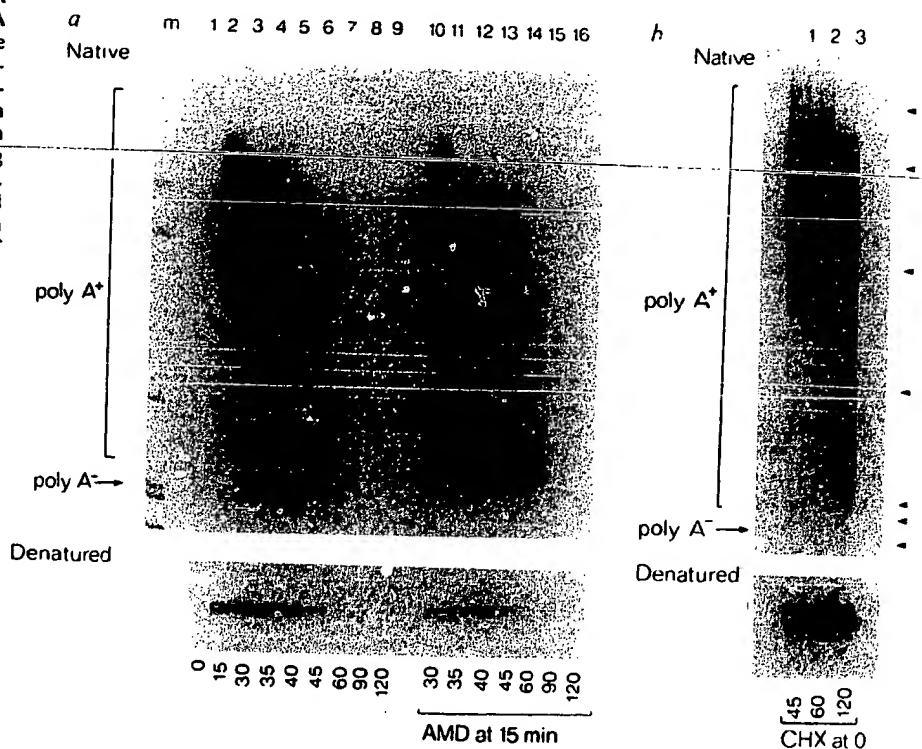 a m 1 2 3 4 5 6 7 8 9 10 11 12 13 14 15 16
Native
poly A+
poly A-
Denatured
0 15 30 35 40 45 60 90 120 30 35 40 45 60 90 120
AMD at 15 min
1 2 3
Native
poly A+
poly A-
Denatured
45 60 120
CHX at 0